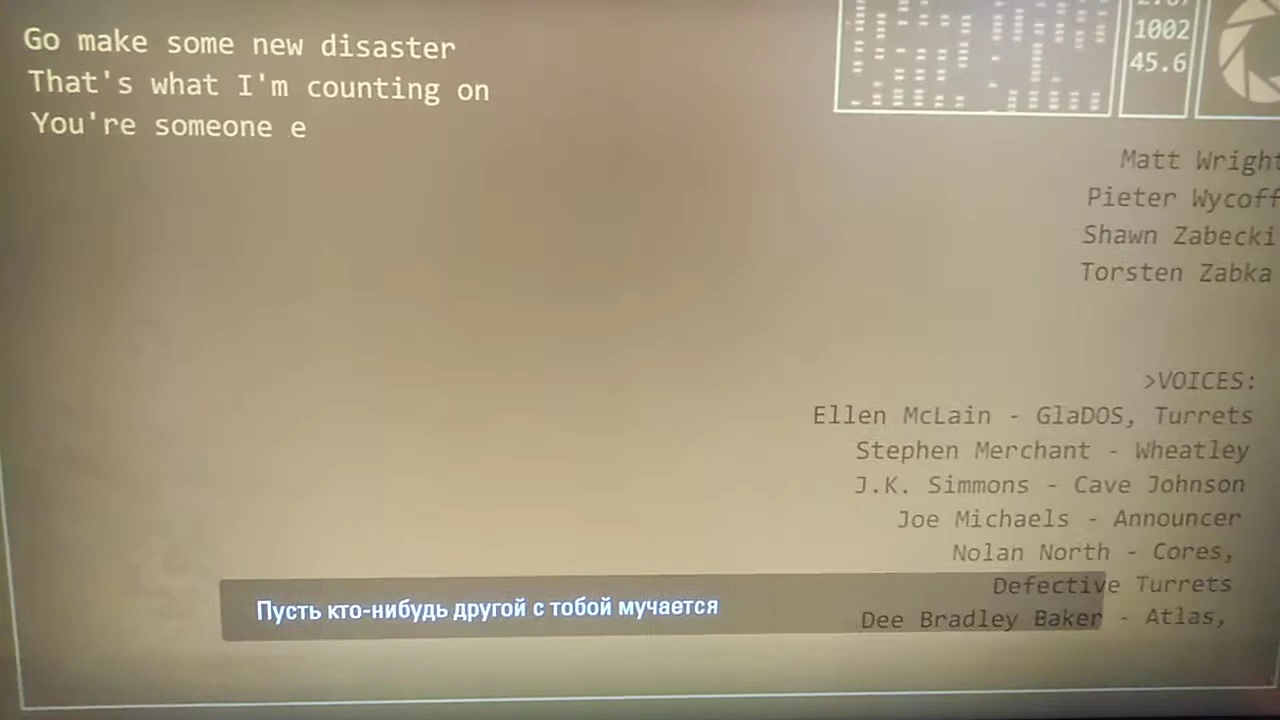 Go make some new disaster
That's what I'm counting on
You're someone e
1002
45.6
Matt Wright
Pieter Wycoff
Shawn Zabecki
Torsten Zabka
>VOICES:
Ellen McLain - GlaDOS, Turrets
Stephen Merchant - Wheatley
J.K. Simmons - Cave Johnson
Joe Michaels - Announcer
Nolan North - Cores,
Defective Turrets
Dee Bradley Baker - Atlas,
Пусть кто-нибудь другой с тобой мучается